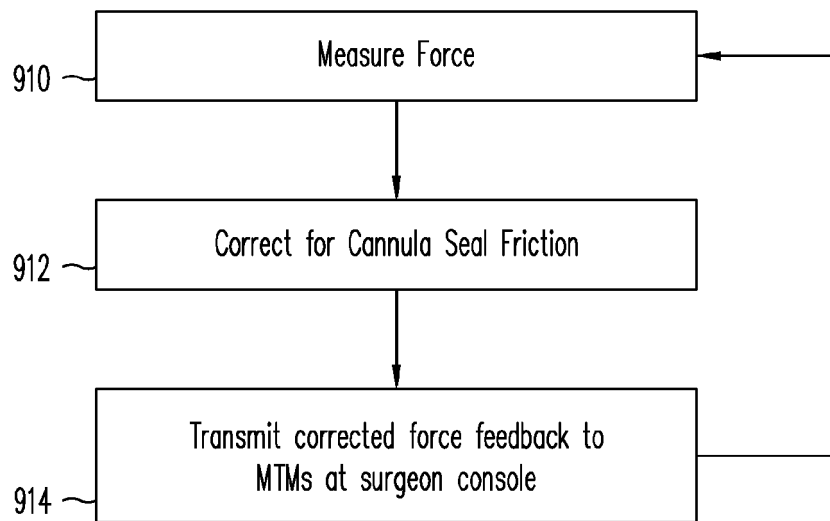 Measure Force
910
Correct for Cannula Seal Friction
912
Transmit corrected force feedback to
MTMs at surgeon console
914